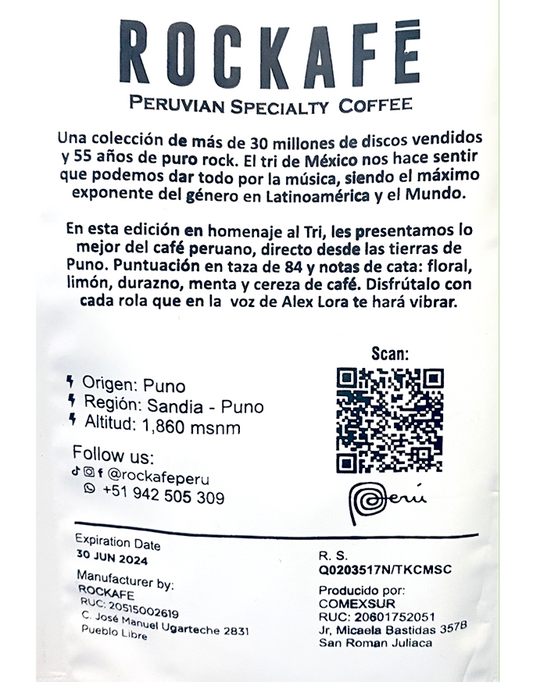 ROCKAFĒ
PERUVIAN SPECIALTY COFFEE
Una colección de más de 30 millones de discos vendidos
y 55 años de puro rock. El tri de México nos hace sentir
que podemos dar todo por la música, siendo el máximo
exponente del género en Latinoamérica y el Mundo.
En esta edición en homenaje al Tri, les presentamos lo
mejor del café peruano, directo desde las tierras de
Puno. Puntuación en taza de 84 y notas de cata: floral,
limón, durazno, menta y cereza de café. Disfrútalo con
cada rola que en la voz de Alex Lora te hará vibrar.
Scan:
Origen: Puno
Región: Sandia - Puno
Altitud: 1,860 msnm
Follow us:
@rockafeperu
+51 942 505 309
Perú
Expiration Date
30 JUN 2024
Manufacturer by:
ROCKAFE
RUC: 20515002619
C. José Manuel Ugarteche 2831
Pueblo Libre
R. S.
Q0203517N/TKCMSC
Producido por:
COMEXSUR
RUC: 20601752051
Jr, Micaela Bastidas 357B
San Roman Juliaca